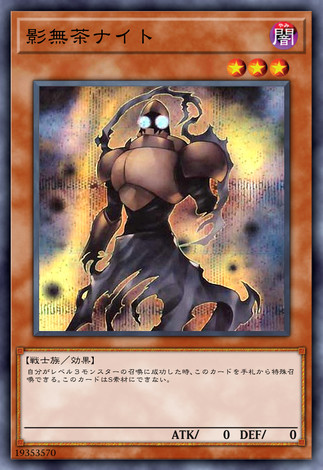 影無茶ナイト
やみ
闇
【戦士族／効果】
自分がレベル3モンスターの召喚に成功した時、このカードを手札から特殊召
喚できる。このカードはS素材にできない。
ATK/ 0 DEF/ 0
19353570